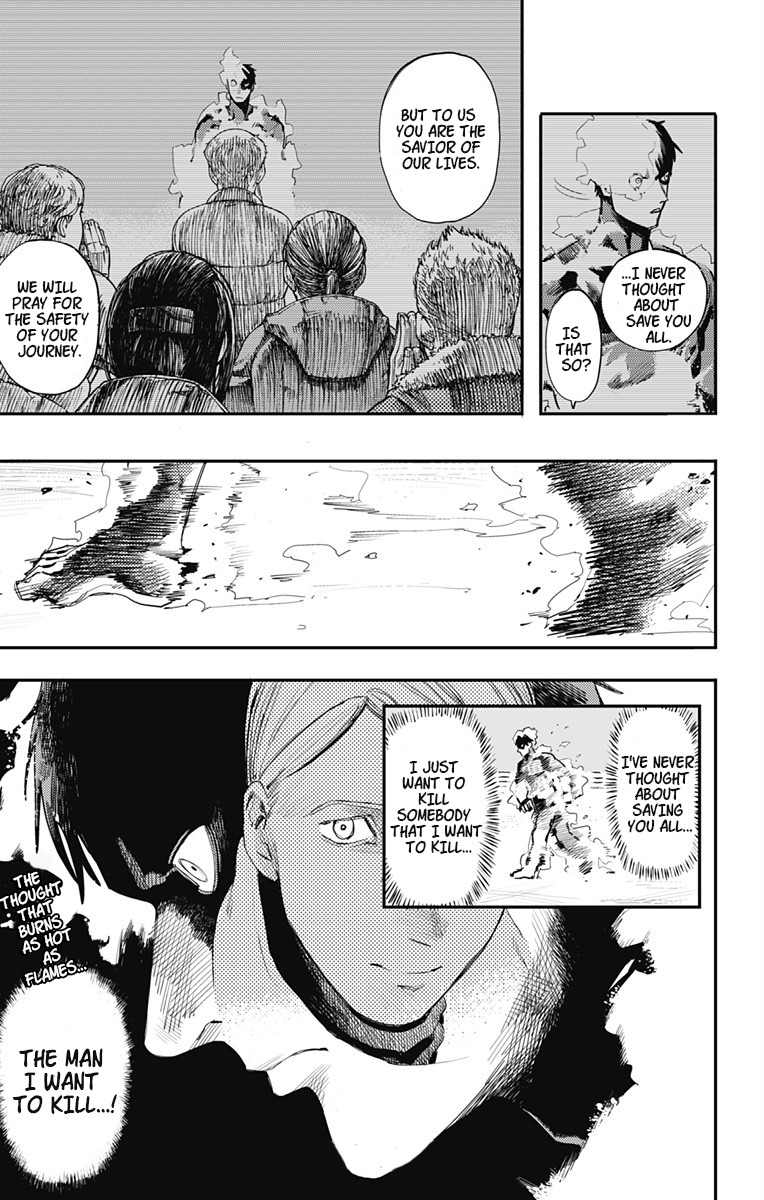 ...I NEVER
THOUGHT
ABOUT
SAVE YOU
ALL.
IS
THAT
SO?
BUT TO US
YOU ARE THE
SAVIOR OF
OUR LIVES.
WE WILL
PRAY FOR
THE SAFETY
OF YOUR
JOURNEY.
I'VE NEVER
THOUGHT
ABOUT
SAVING
YOU ALL...
I JUST
WANT TO
KILL
SOMEBODY
THAT I WANT
TO KILL...
THE
THOUGHT
THAT
BURNS
AS HOT
AS
FLAMES...
THE MAN
I WANT
TO KILL...!